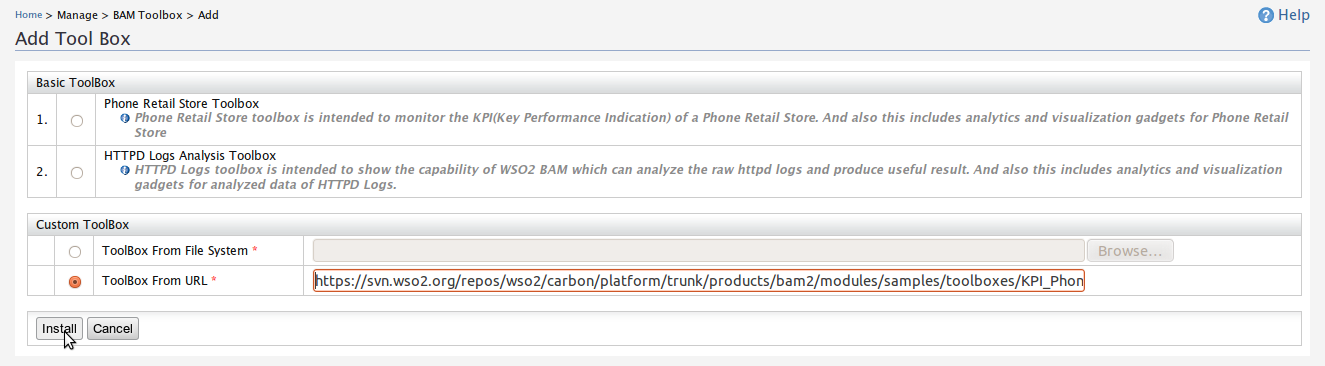 Home > Manage > BAM Toolbox > Add
Help
Add Tool Box
Basic ToolBox
1.
Phone Retail Store Toolbox
Phone Retail Store toolbox is intended to monitor the KPI(Key Performance Indication) of a Phone Retail Store. And also this includes analytics and visualization gadgets for Phone Retail
Store
2.
HTTPD Logs Analysis Toolbox
HTTPD Logs toolbox is intended to show the capability of WSO2 BAM which can analyze the raw httpd logs and produce useful result. And also this includes analytics and visualization
gadgets for analyzed data of HTTPD Logs.
Custom ToolBox
ToolBox From File System *
Browse...
ToolBox From URL *
https://svn.wso2.org/repos/wso2/carbon/platform/trunk/products/bam2/modules/samples/toolboxes/KPI_Phon
Install
Cancel